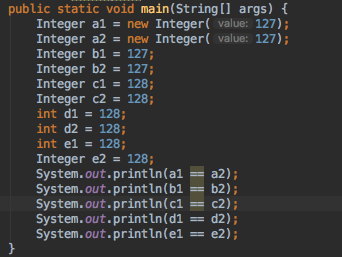 public static void main(String[] args) {
Integer a1 = new Integer( value: 127);
Integer a2 = new Integer( value: 127);
Integer b1 = 127;
Integer b2 = 127;
Integer c1 = 128;
Integer c2 = 128;
int d1 = 128;
int d2 = 128;
int e1 = 128;
Integer e2 = 128;
System.out.println(a1 == a2);
System.out.println(b1 == b2);
System.out.println(c1 == c2);
System.out.println(d1 == d2);
System.out.println(e1 == e2);
}